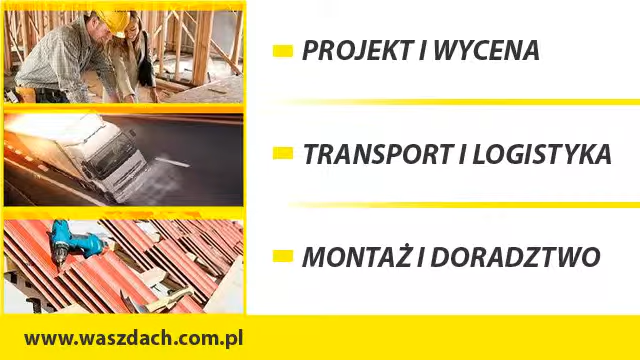 PROJEKT I WYCENA
TRANSPORT I LOGISTYKA
MONTAŻ I DORADZTWO
www.waszdach.com.pl